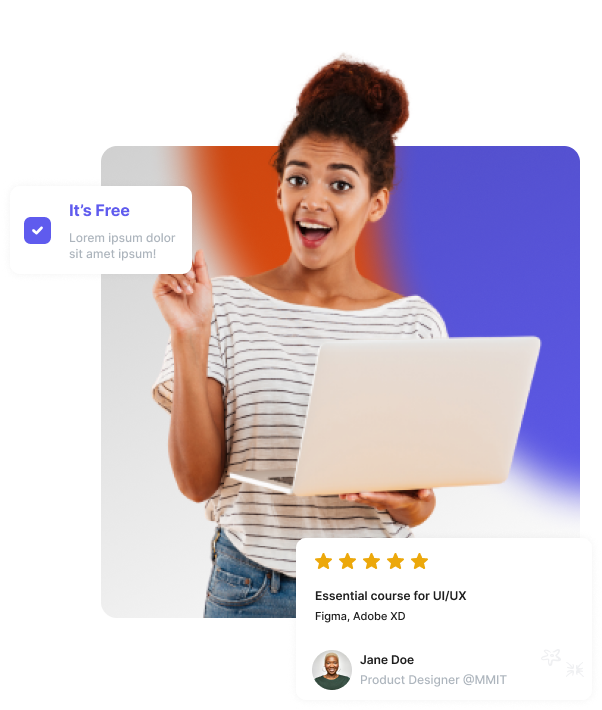 It’s Free
Lorem ipsum dolor
sit amet ipsum!
Essential course for UI/UX
Figma, Adobe XD
Jane Doe
Product Designer @MMIT